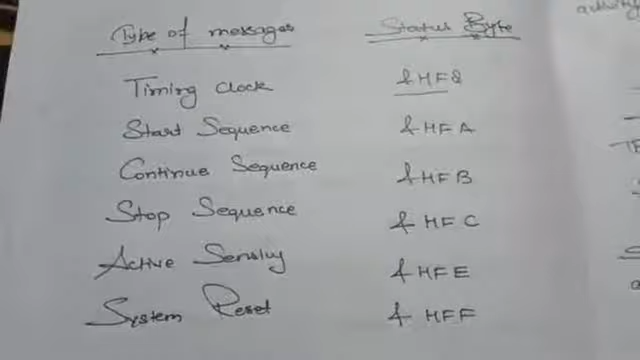 Type of messages Status Byte
Timing clock &HF8
Start Sequence &HFA
Continue Sequence &HFB
Stop Sequence &HFC
Active Sensing &HFE
System Reset &HFF